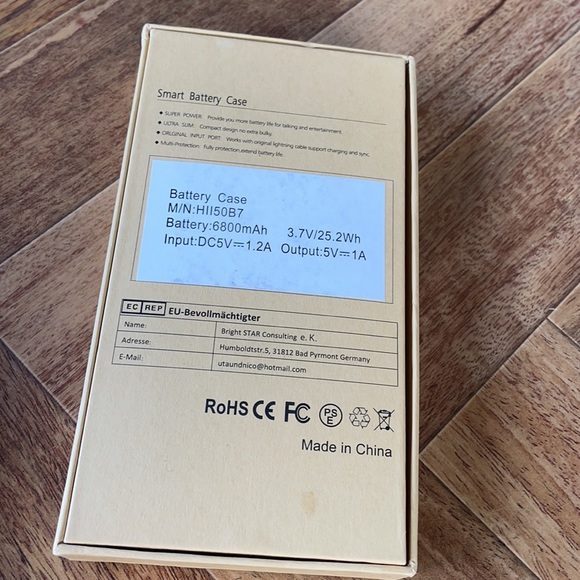 Smart Battery Case
• SUPER POWER: Provide you more battery life for talking and entertainment.
• ULTRA SLIM: Compact design no extra bulky.
• ORIGINAL INPUT PORT: Works with original lightning cable support charging and sync.
• Multi-Protection: Fully protection.extend battery life.
Battery Case
M/N:HII50B7
Battery:6800mAh 3.7V/25.2Wh
Input:DC5V⎓1.2A Output:5V⎓1A
EC REP EU-Bevollmächtigter
Name: Bright STAR Consulting e. K.
Adresse: Humboldtstr.5, 31812 Bad Pyrmont Germany
E-Mail: utaundnico@hotmail.com
RoHS CE FC PSE
Made in China